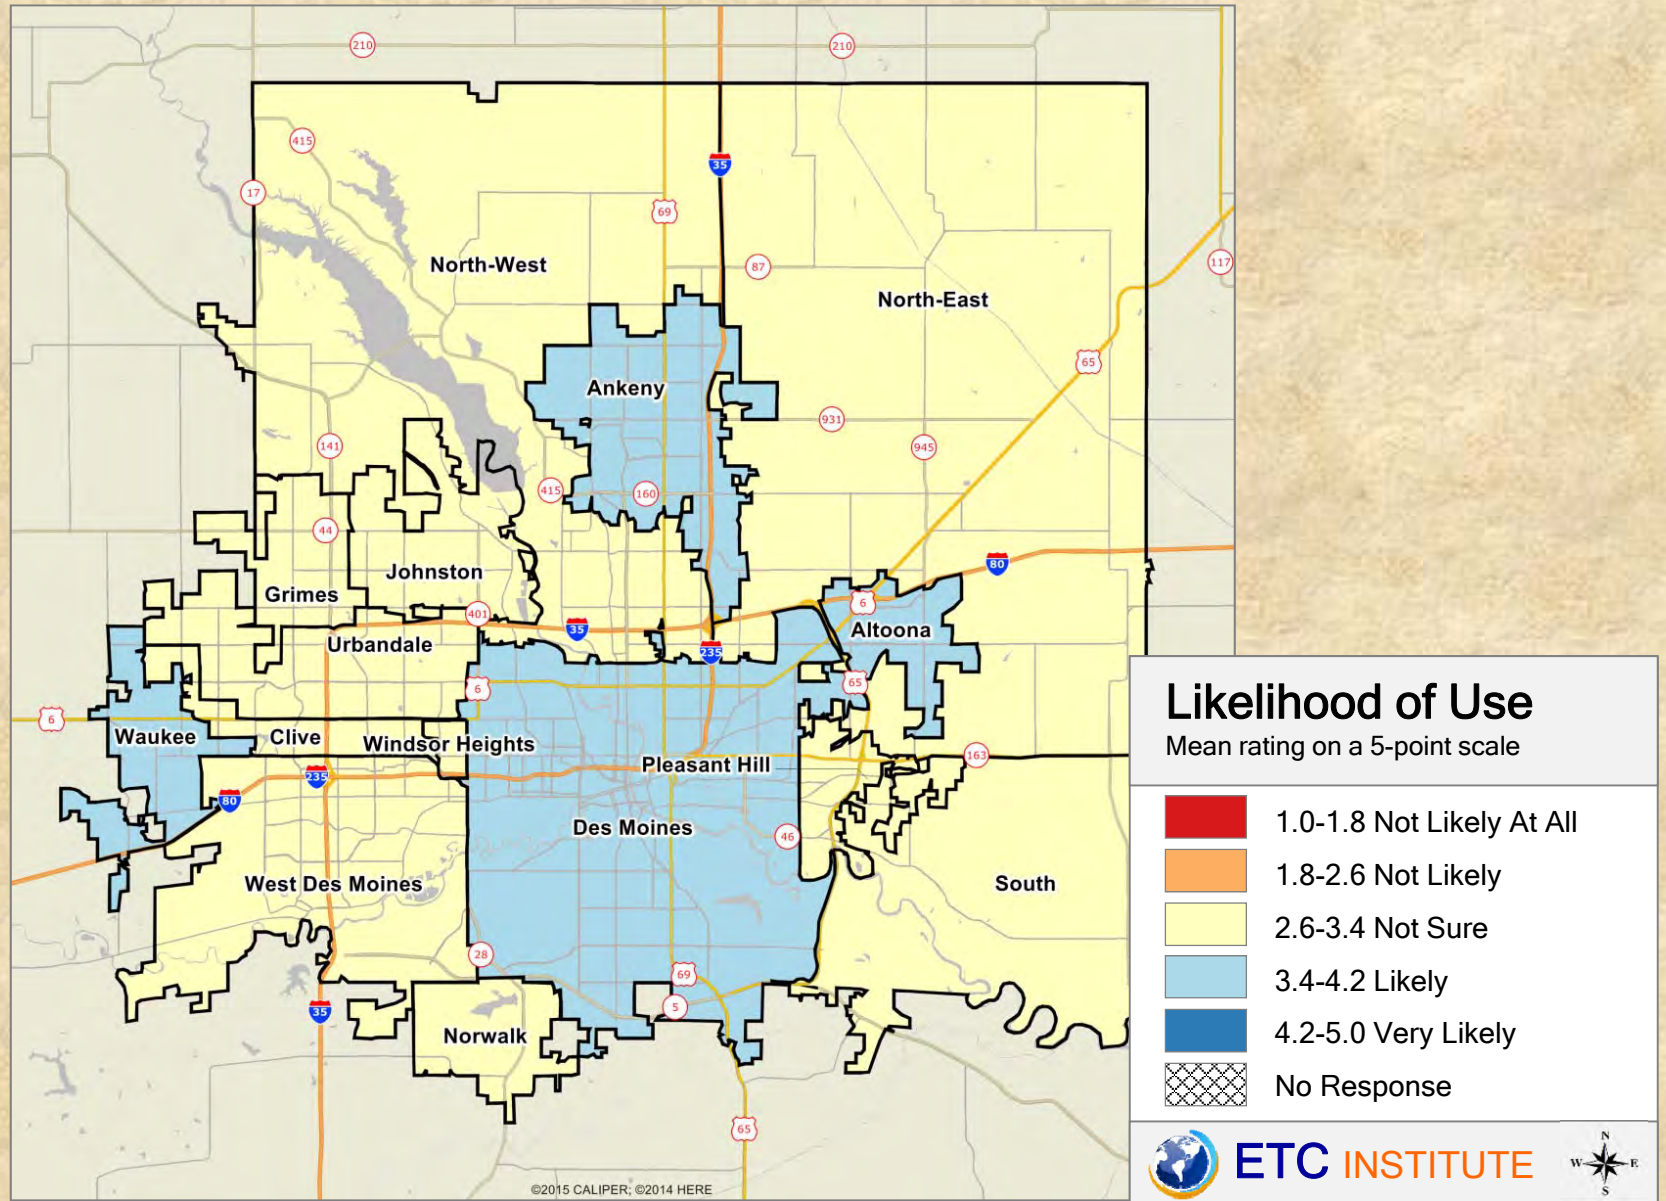 210
210
415
35
17
69
87
117
North-West
North-East
65
Ankeny
931
141
945
415
160
44
80
Johnston
Grimes
6
401
35
Altoona
Urbandale
235
65
6
6
Waukee
Clive
Windsor Heights
163
Pleasant Hill
235
80
Des Moines
46
West Des Moines
South
28
69
5
35
Norwalk
65
©2015 CALIPER; ©2014 HERE
Likelihood of Use
Mean rating on a 5-point scale
1.0-1.8 Not Likely At All
1.8-2.6 Not Likely
2.6-3.4 Not Sure
3.4-4.2 Likely
4.2-5.0 Very Likely
No Response
ETC INSTITUTE
N
W E
S